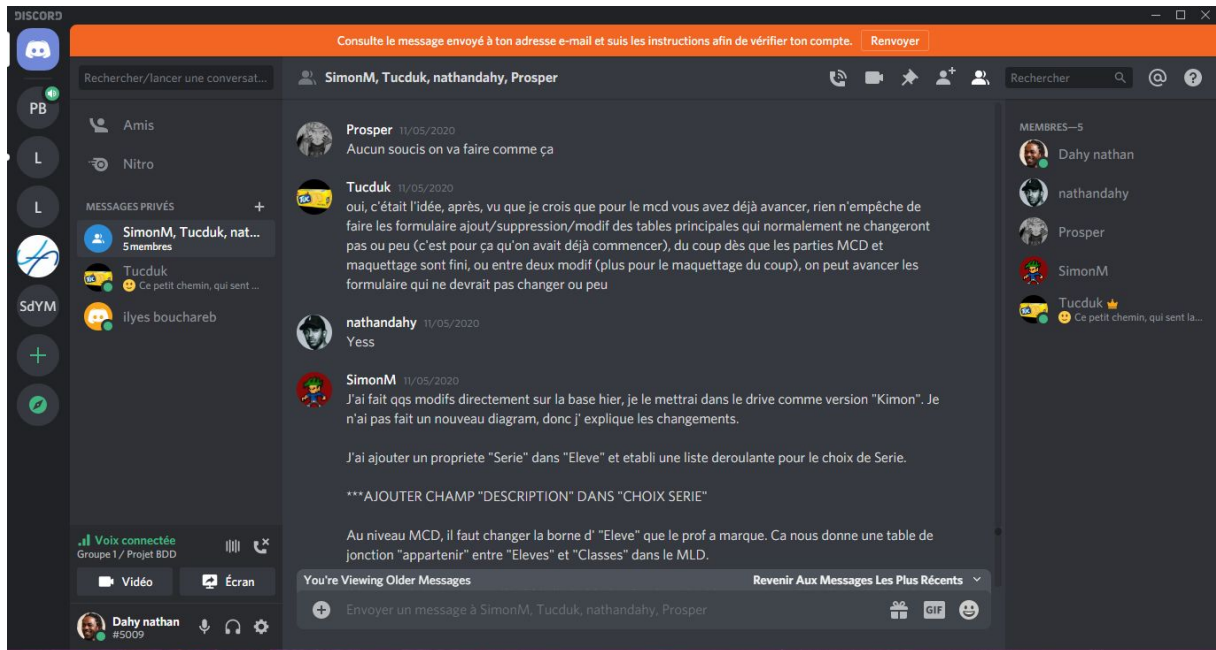 DISCORD
Consulte le message envoyé à ton adresse e-mail et suis les instructions afin de vérifier ton compte. Renvoyer
PB
L
L
SdYM
Rechercher/lancer une conversat...
Amis
Nitro
MESSAGES PRIVÉS
SimonM, Tucduk, nat...
5 membres
Tucduk
Ce petit chemin, qui sent ...
ilyes bouchareb
Voix connectée
Groupe 1 / Projet BDD
Vidéo
Écran
Dahy nathan
#5009
SimonM, Tucduk, nathandahy, Prosper
Rechercher
Prosper 11/05/2020
Aucun soucis on va faire comme ça
Tucduk 11/05/2020
oui, c'était l'idée, après, vu que je crois que pour le mcd vous avez déjà avancer, rien n'empêche de
faire les formulaire ajout/suppression/modif des tables principales qui normalement ne changeront
pas ou peu (c'est pour ça qu'on avait déjà commencer), du coup dès que les parties MCD et
maquettage sont fini, ou entre deux modif (plus pour le maquettage du coup), on peut avancer les
formulaire qui ne devrait pas changer ou peu
nathandahy 11/05/2020
Yess
SimonM 11/05/2020
J'ai fait qqs modifs directement sur la base hier, je le mettrai dans le drive comme version "Kimon". Je
n'ai pas fait un nouveau diagram, donc j' explique les changements.
J'ai ajouter un propriete "Serie" dans "Eleve" et etabli une liste deroulante pour le choix de Serie.
***AJOUTER CHAMP "DESCRIPTION" DANS "CHOIX SERIE"
Au niveau MCD, il faut changer la borne d' "Eleve" que le prof a marque. Ca nous donne une table de
jonction "appartenir" entre "Eleves" et "Classes" dans le MLD.
You're Viewing Older Messages
Revenir Aux Messages Les Plus Récents
Envoyer un message à SimonM, Tucduk, nathandahy, Prosper
GIF
MEMBRES—5
Dahy nathan
nathandahy
Prosper
SimonM
Tucduk
Ce petit chemin, qui sent la...